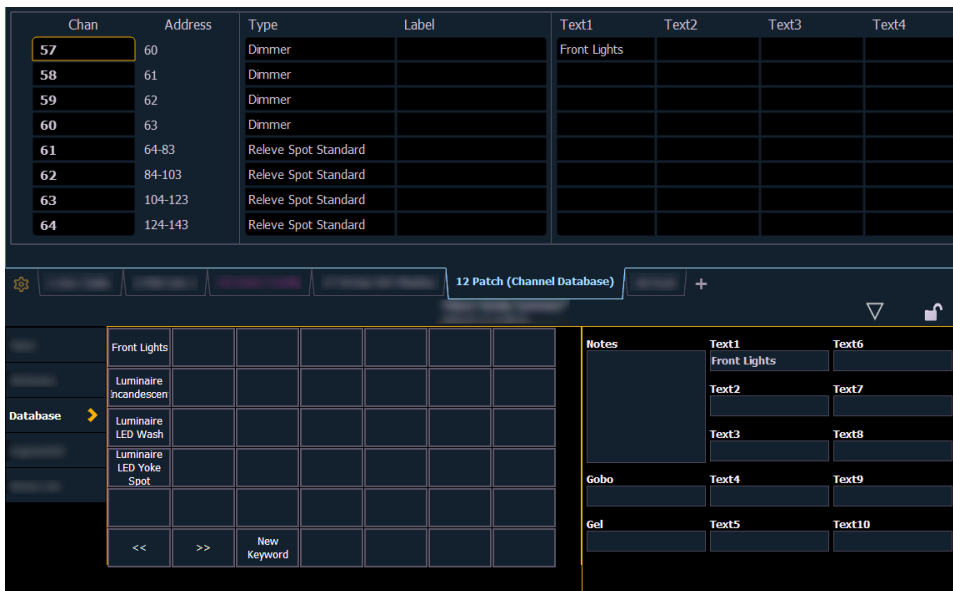 Chan Address Type Label Text1 Text2 Text3 Text4
57 60 Dimmer Front Lights
58 61 Dimmer
59 62 Dimmer
60 63 Dimmer
61 64-83 Releve Spot Standard
62 84-103 Releve Spot Standard
63 104-123 Releve Spot Standard
64 124-143 Releve Spot Standard
12 Patch (Channel Database) +
Database
Front Lights
Luminaire
Incandescen
Luminaire
LED Wash
Luminaire
LED Yoke
Spot
<< >> New
Keyword
Notes Text1 Text6
Front Lights
Text2 Text7
Text3 Text8
Gobo Text4 Text9
Gel Text5 Text10